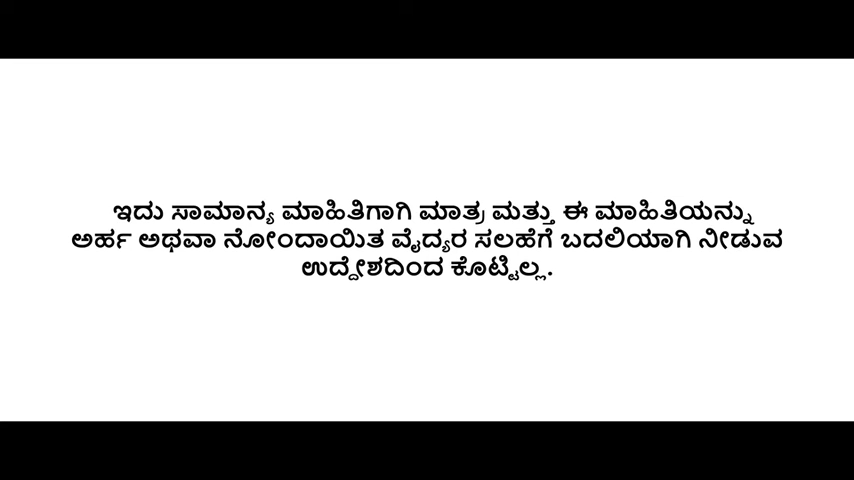 ಇದು ಸಾಮಾನ್ಯ ಮಾಹಿತಿಗಾಗಿ ಮಾತ್ರ ಮತ್ತು ಈ ಮಾಹಿತಿಯನ್ನು
ಅರ್ಹ ಅಥವಾ ನೋಂದಾಯಿತ ವೈದ್ಯರ ಸಲಹೆಗೆ ಬದಲಿಯಾಗಿ ನೀಡುವ
ಉದ್ದೇಶದಿಂದ ಕೊಟ್ಟಿಲ್ಲ.